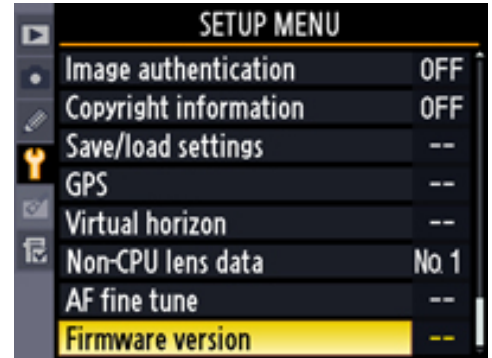 SETUP MENU
Image authentication OFF
Copyright information OFF
Save/load settings --
GPS --
Virtual horizon --
Non-CPU lens data No. 1
AF fine tune --
Firmware version --